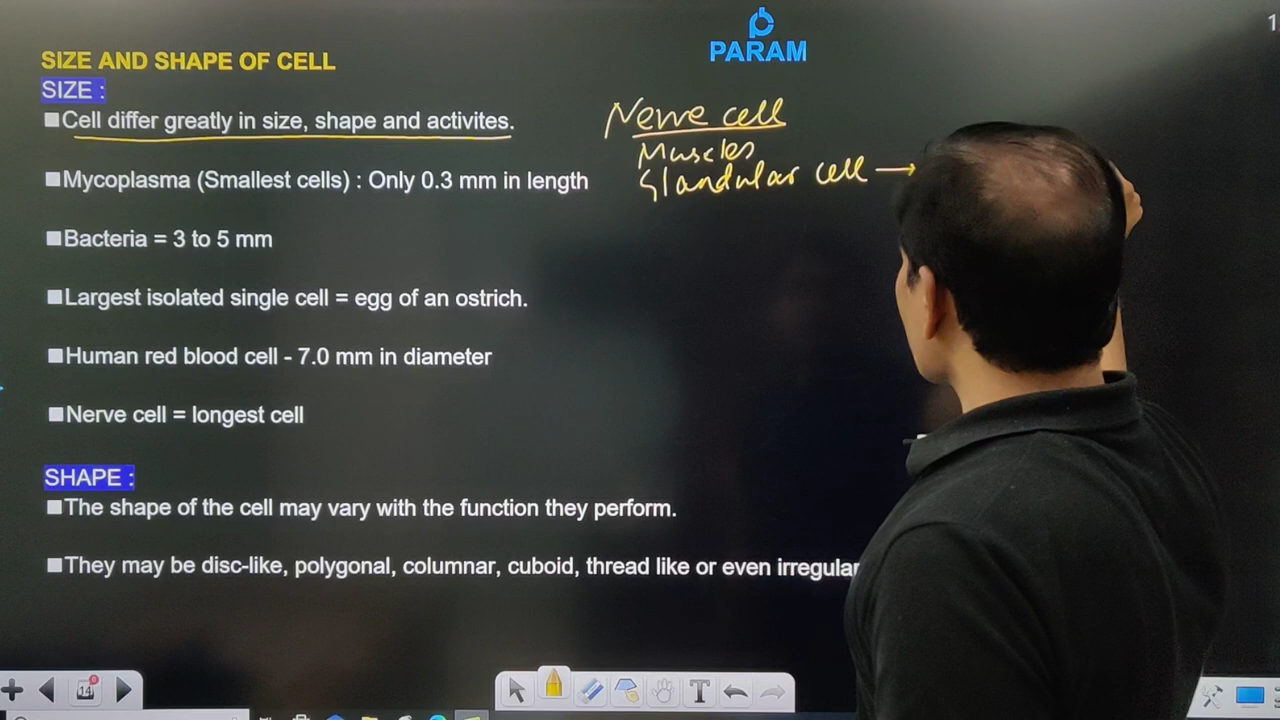 PARAM
1
SIZE AND SHAPE OF CELL
SIZE :
■Cell differ greatly in size, shape and activites.
Nerve cell
Muscles
Glandular cell →
■Mycoplasma (Smallest cells) : Only 0.3 mm in length
■Bacteria = 3 to 5 mm
■Largest isolated single cell = egg of an ostrich.
■Human red blood cell - 7.0 mm in diameter
■Nerve cell = longest cell
SHAPE :
■The shape of the cell may vary with the function they perform.
■They may be disc-like, polygonal, columnar, cuboid, thread like or even irregular
14
T